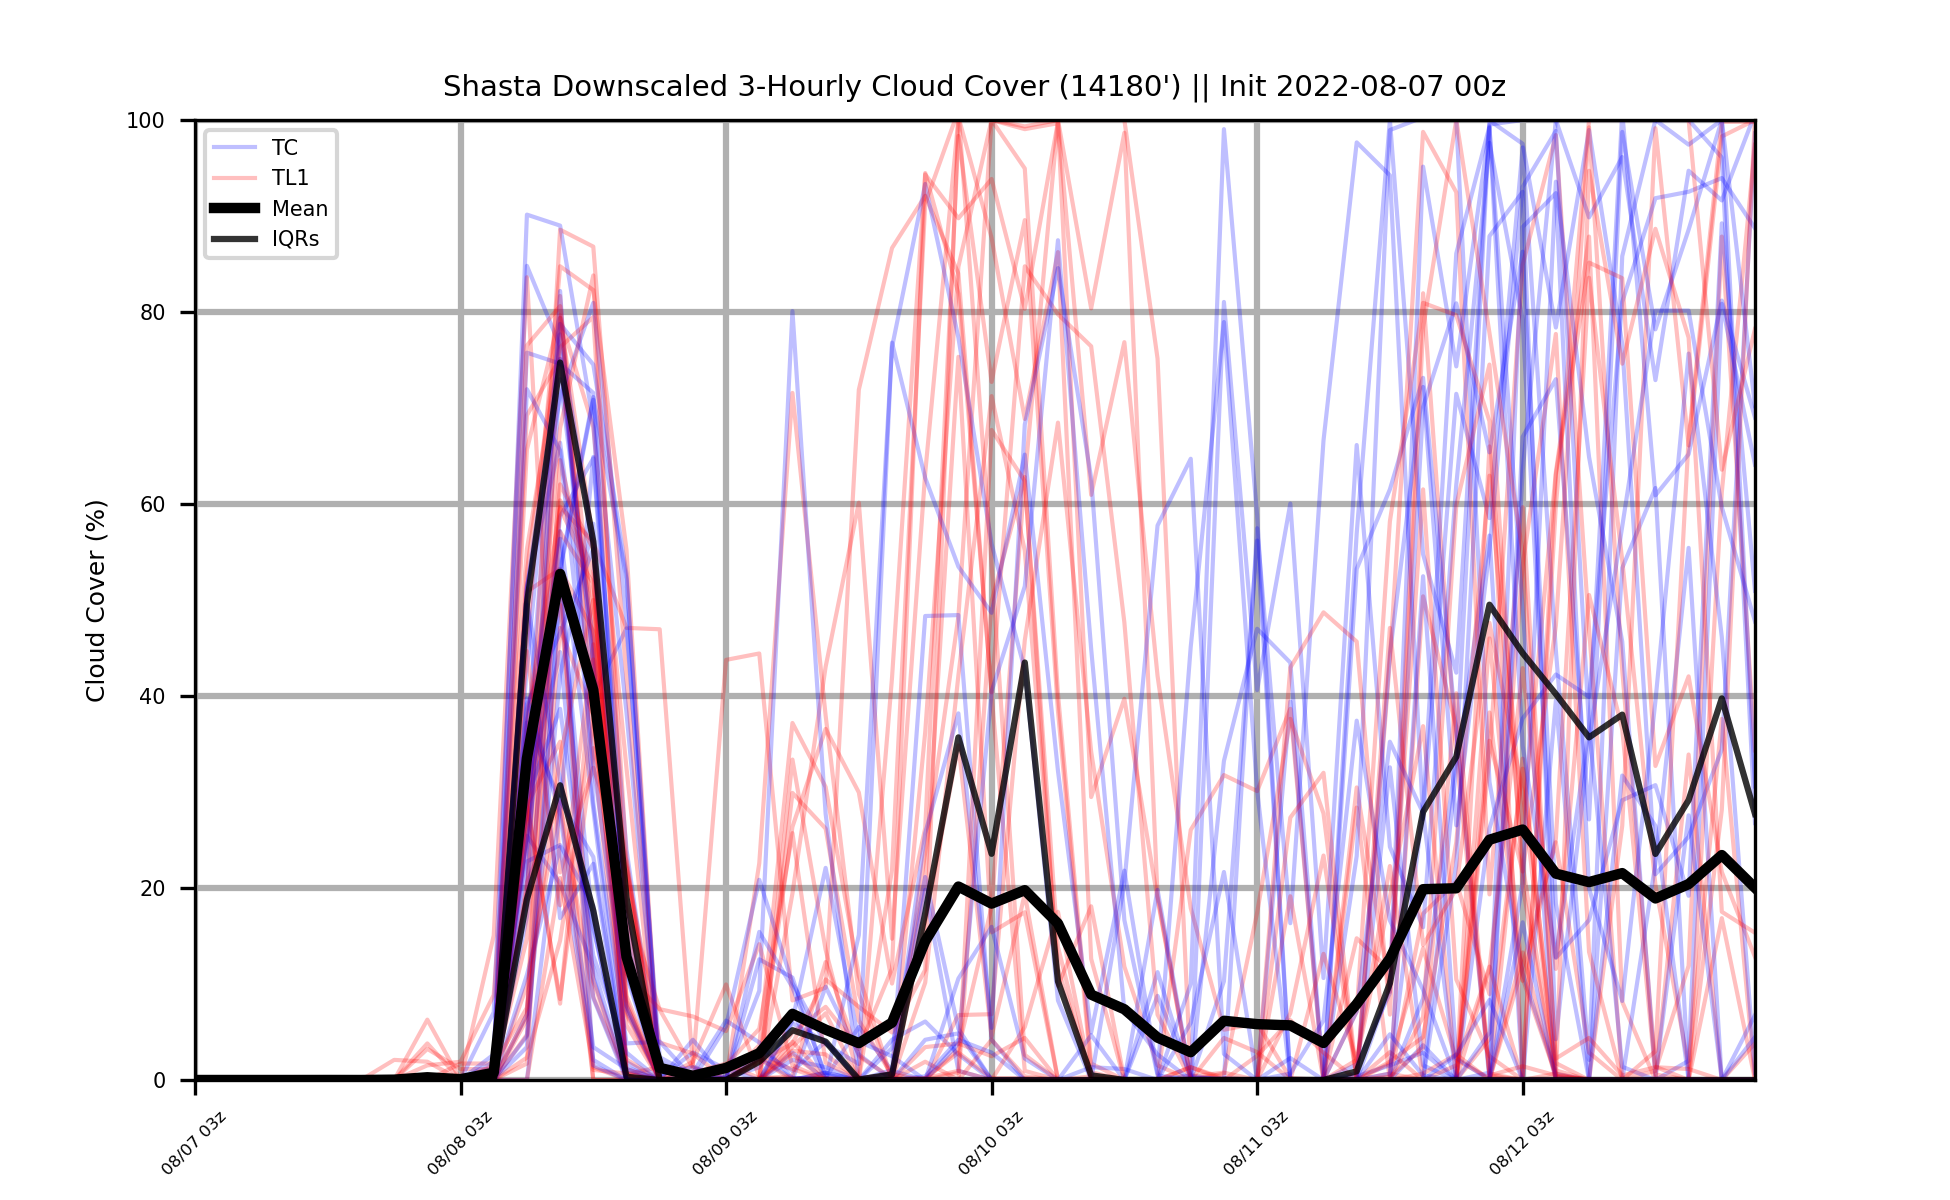 Shasta Downscaled 3-Hourly Cloud Cover (14180') || Init 2022-08-07 00z
TC
TL1
Mean
IQRs
Cloud Cover (%)
100
80
60
40
20
0
08/07 03z
08/08 03z
08/09 03z
08/10 03z
08/11 03z
08/12 03z